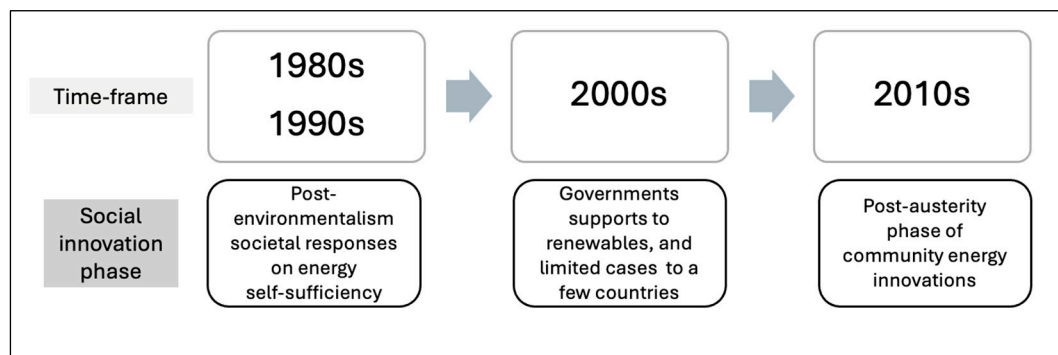 Time-frame
1980s
1990s
2000s
2010s
Social
innovation
phase
Post-
environmentalism
societal responses
on energy
self-sufficiency
Governments
supports to
renewables, and
limited cases to a
few countries
Post-austerity
phase of
community energy
innovations